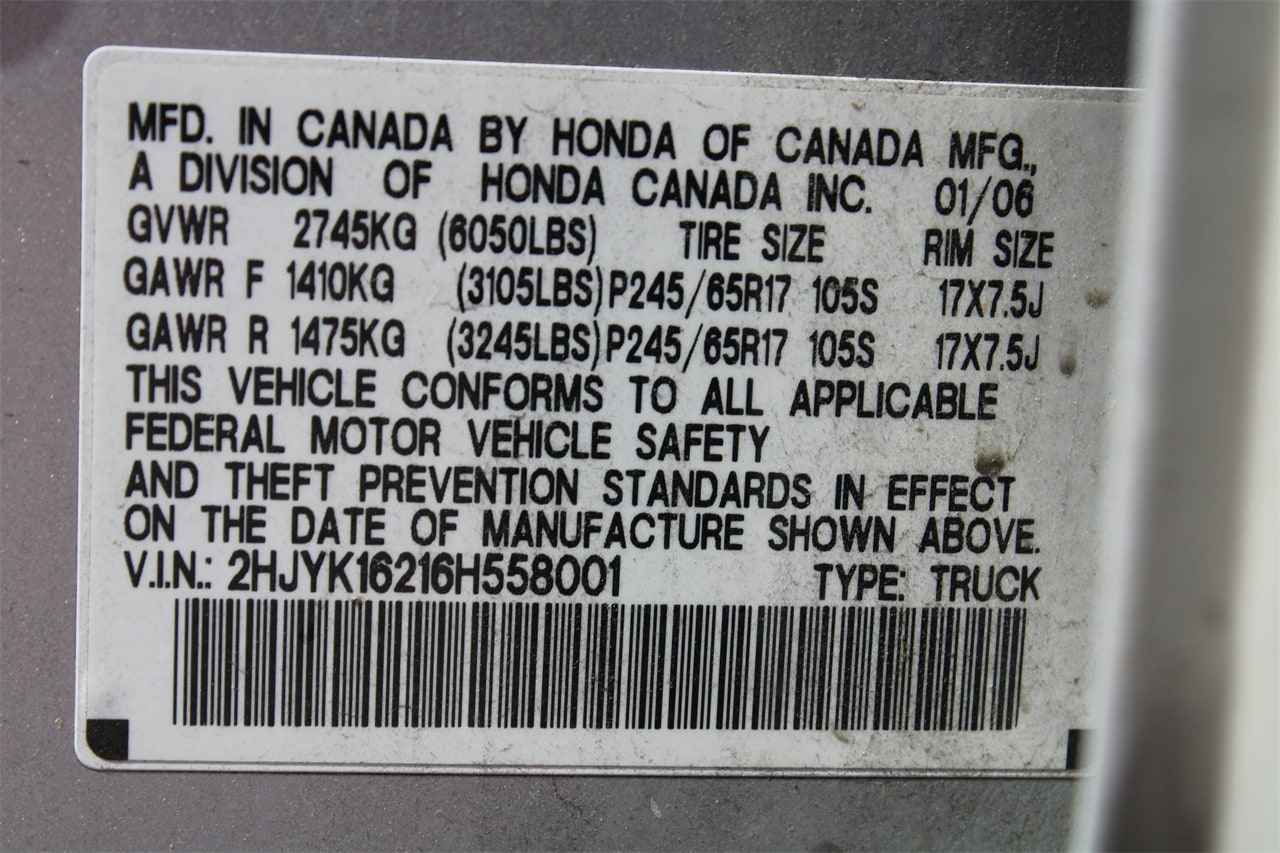 MFD. IN CANADA BY HONDA OF CANADA MFG.,
A DIVISION OF HONDA CANADA INC. 01/06
GVWR 2745KG (6050LBS) TIRE SIZE RIM SIZE
GAWR F 1410KG (3105LBS) P245/65R17 105S 17X7.5J
GAWR R 1475KG (3245LBS) P245/65R17 105S 17X7.5J
THIS VEHICLE CONFORMS TO ALL APPLICABLE
FEDERAL MOTOR VEHICLE SAFETY
AND THEFT PREVENTION STANDARDS IN EFFECT
ON THE DATE OF MANUFACTURE SHOWN ABOVE.
V.I.N.: 2HJYK16216H558001 TYPE: TRUCK